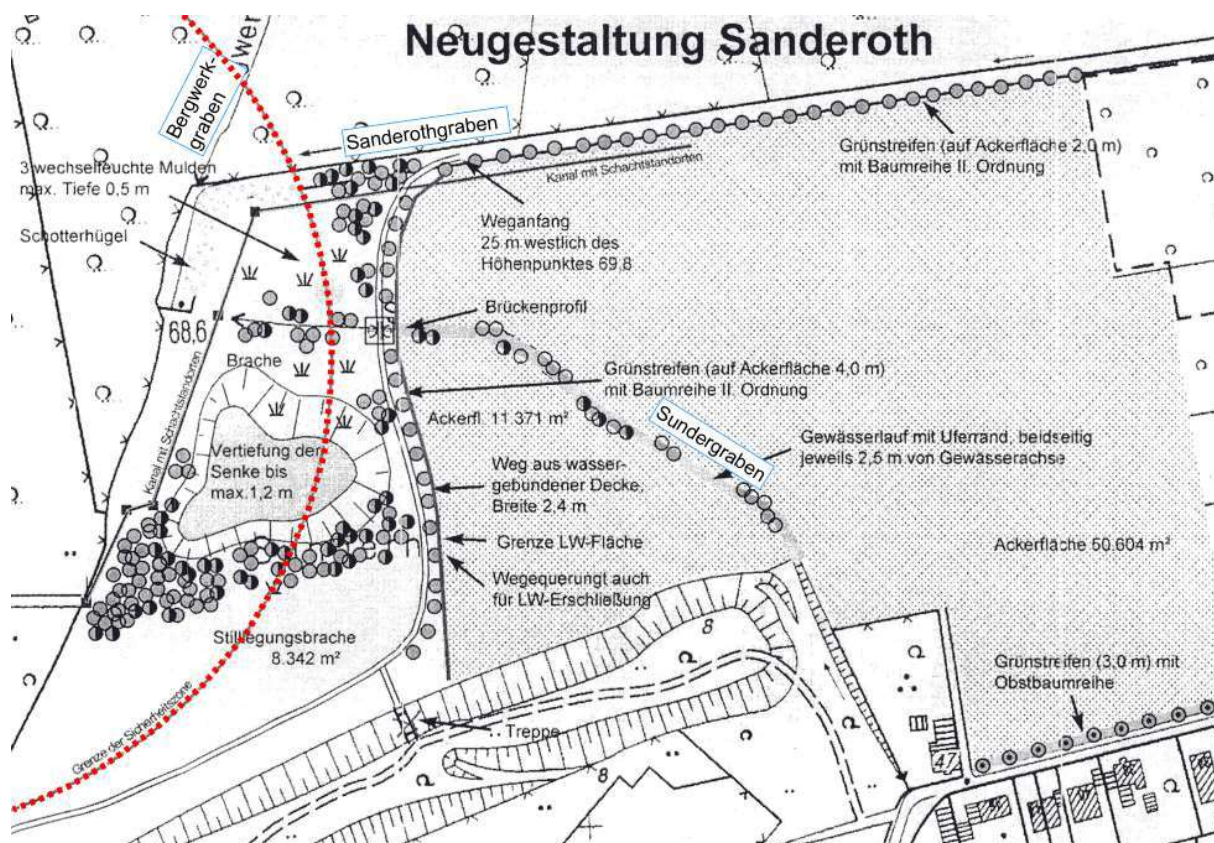 Neugestaltung Sanderoth
Bergwerk-
graben
wer
Sanderothgraben
3 wechselfeuchte Mulden
max. Tiefe 0,5 m
Schotterhügel
Kanal mit Schachtstandorten
Grünstreifen (auf Ackerfläche 2,0 m)
mit Baumreihe II. Ordnung
Weganfang
25 m westlich des
Höhenpunktes 69,8
Brückenprofil
68,6
Brache
Grünstreifen (auf Ackerfläche 4,0 m)
mit Baumreihe II. Ordnung
Ackerfl. 11 371 m²
Sundergraben
Gewässerlauf mit Uferrand, beidseitig
jeweils 2,5 m von Gewässerachse
Kanal mit Schachtstandorten
Vertiefung der
Senke bis
max.1,2 m
Weg aus wasser-
gebundener Decke,
Breite 2,4 m
Grenze LW-Fläche
Wegequerungt auch
für LW-Erschließung
Ackerfläche 50.604 m²
Stilllegungsbrache
8.342 m²
Grenze der Sicherheitszone
Treppe
8
8
Grünstreifen (3,0 m) mit
Obstbaumreihe
47